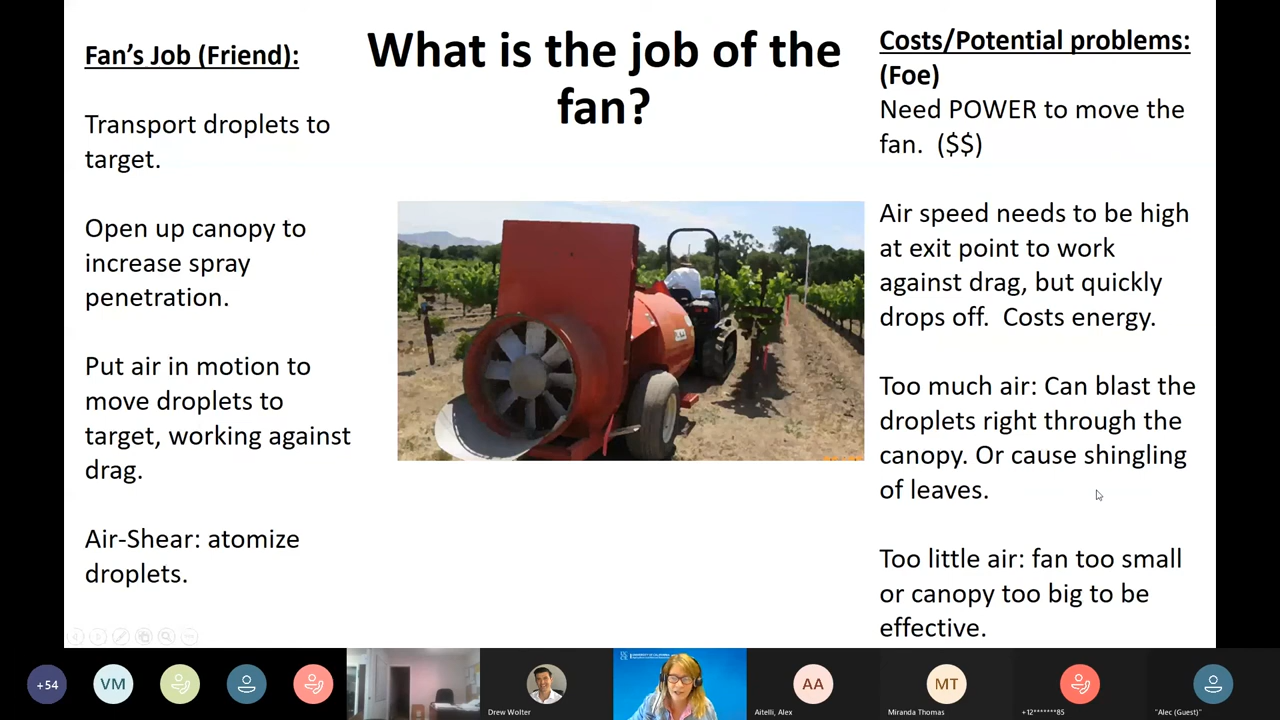 Fan's Job (Friend):
Transport droplets to
target.
Open up canopy to
increase spray
penetration.
Put air in motion to
move droplets to
target, working against
drag.
Air-Shear: atomize
droplets.
What is the job of the
fan?
Costs/Potential problems:
(Foe)
Need POWER to move the
fan. ($$)
Air speed needs to be high
at exit point to work
against drag, but quickly
drops off. Costs energy.
Too much air: Can blast the
droplets right through the
canopy. Or cause shingling
of leaves.
Too little air: fan too small
or canopy too big to be
effective.
+54
VM
Drew Wolter
UNIVERSITY OF CALIFORNIA
AA
Aitelli, Alex
MT
Miranda Thomas
+12*******85
"Alec (Guest)"